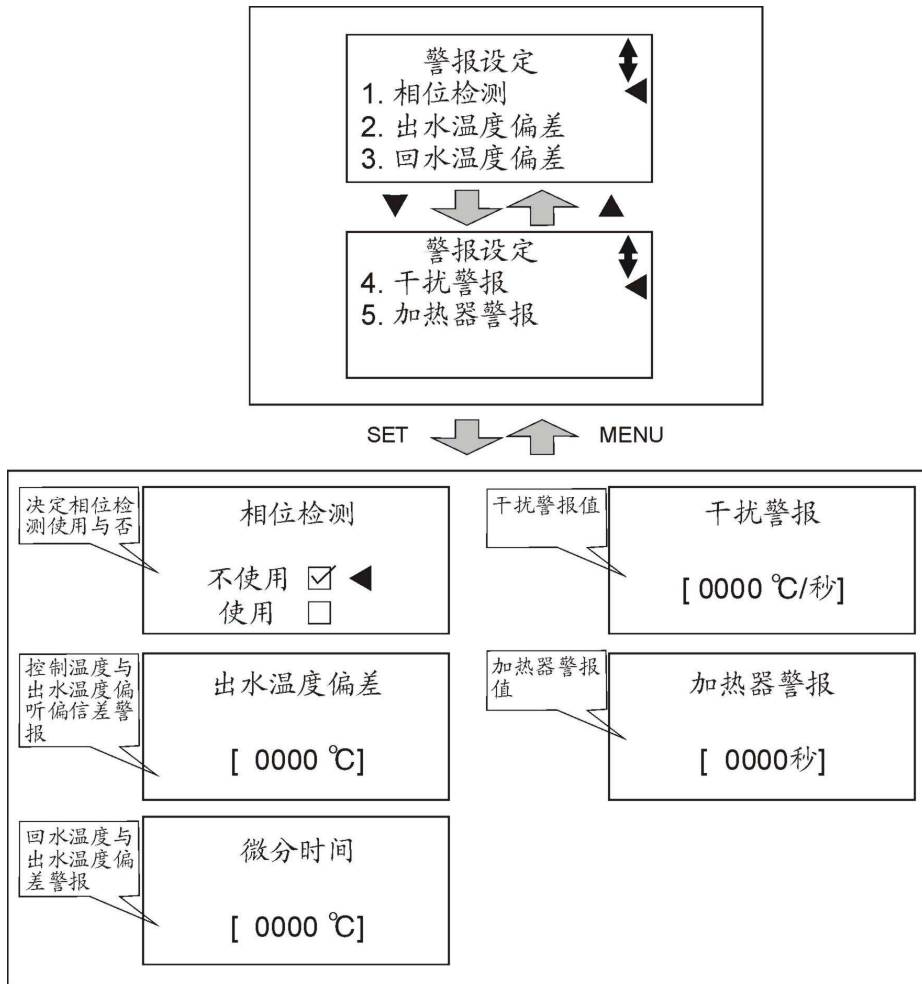 警报设定
1. 相位检测
2. 出水温度偏差
3. 回水温度偏差
警报设定
4. 干扰警报
5. 加热器警报
SET
MENU
决定相位检
测使用与否
相位检测
不使用
使用
干扰警报值
干扰警报
[ 0000 ℃/秒]
控制温度与
出水温度偏
听偏信差警
报
出水温度偏差
[ 0000 ℃]
加热器警报
值
加热器警报
[ 0000秒]
回水温度与
出水温度偏
差警报
微分时间
[ 0000 ℃]